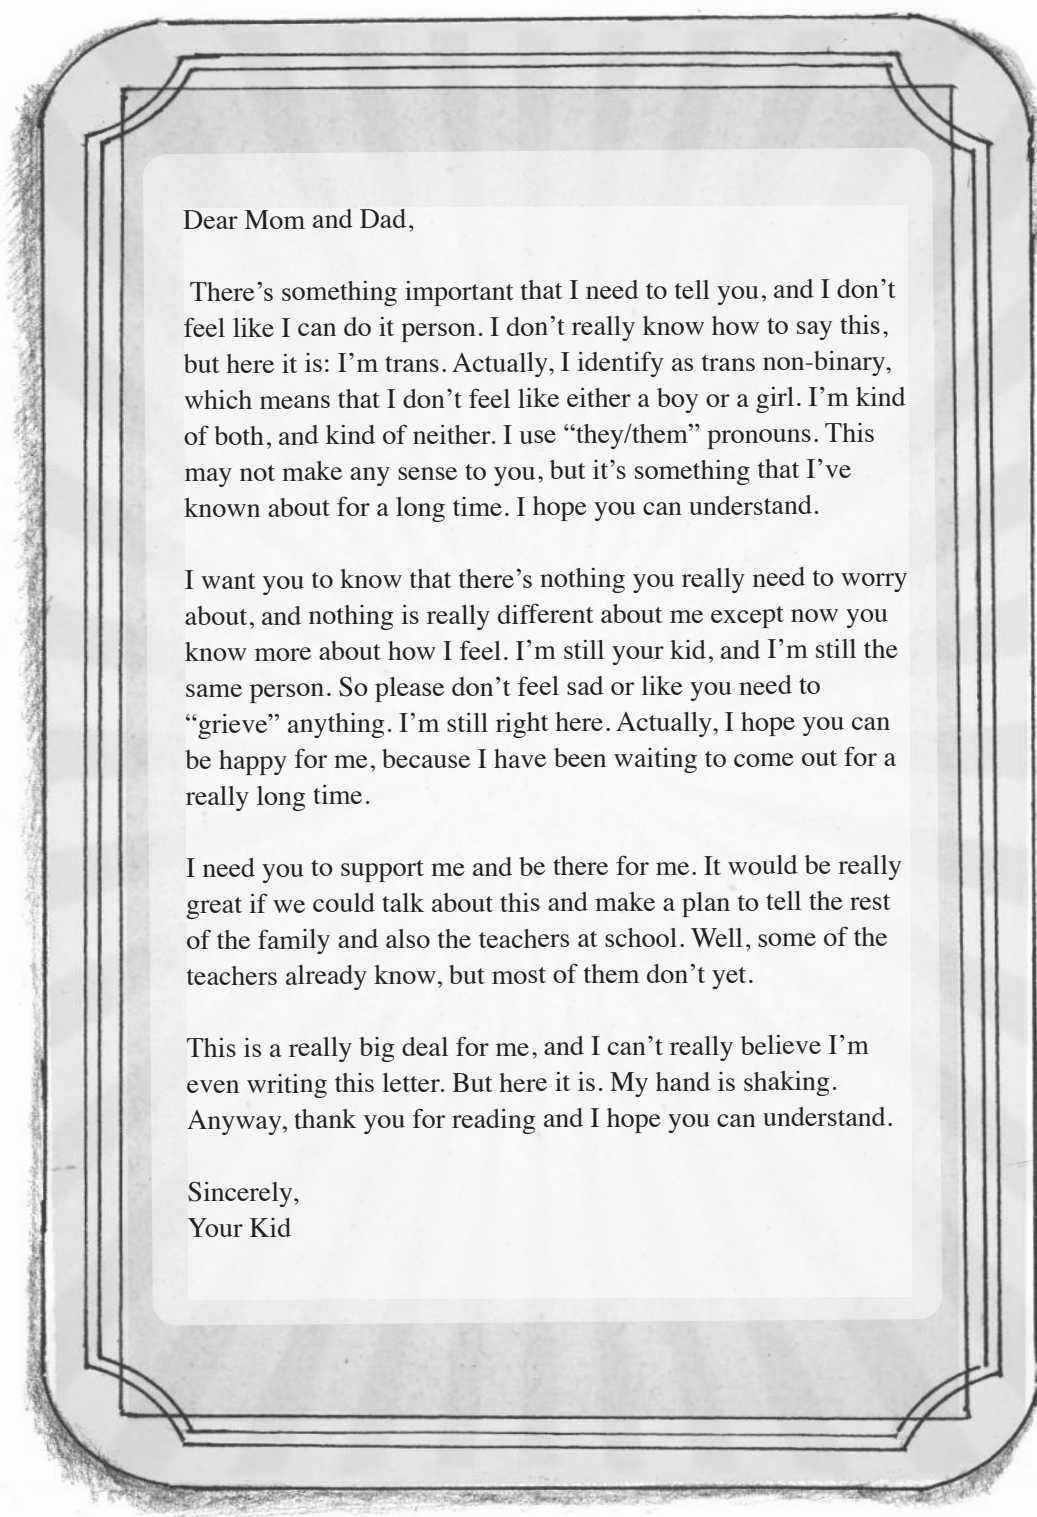 Dear Mom and Dad,
There’s something important that I need to tell you, and I don’t
feel like I can do it person. I don’t really know how to say this,
but here it is: I’m trans. Actually, I identify as trans non-binary,
which means that I don’t feel like either a boy or a girl. I’m kind
of both, and kind of neither. I use “they/them” pronouns. This
may not make any sense to you, but it’s something that I’ve
known about for a long time. I hope you can understand.
I want you to know that there’s nothing you really need to worry
about, and nothing is really different about me except now you
know more about how I feel. I’m still your kid, and I’m still the
same person. So please don’t feel sad or like you need to
“grieve” anything. I’m still right here. Actually, I hope you can
be happy for me, because I have been waiting to come out for a
really long time.
I need you to support me and be there for me. It would be really
great if we could talk about this and make a plan to tell the rest
of the family and also the teachers at school. Well, some of the
teachers already know, but most of them don’t yet.
This is a really big deal for me, and I can’t really believe I’m
even writing this letter. But here it is. My hand is shaking.
Anyway, thank you for reading and I hope you can understand.
Sincerely,
Your Kid